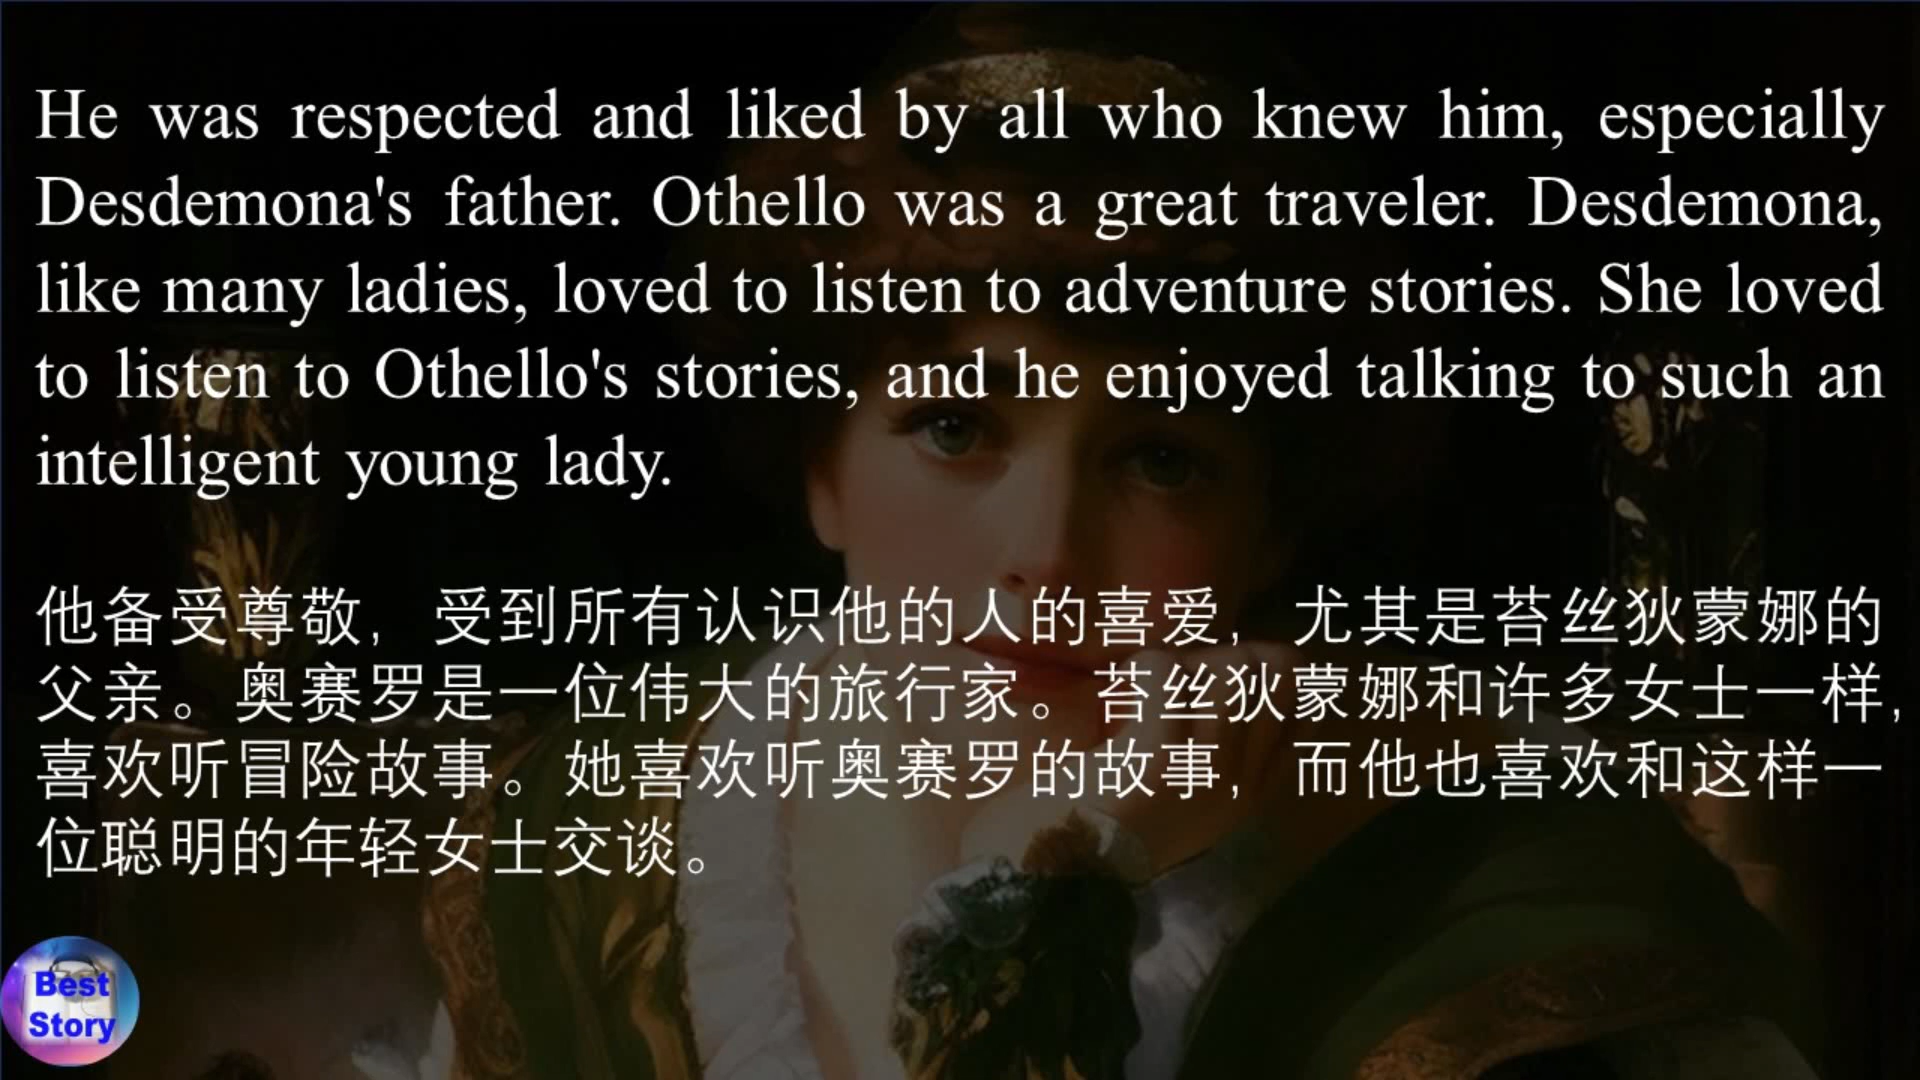 He was respected and liked by all who knew him, especially
Desdemona's father. Othello was a great traveler. Desdemona,
like many ladies, loved to listen to adventure stories. She loved
to listen to Othello's stories, and he enjoyed talking to such an
intelligent young lady.
他备受尊敬，受到所有认识他的人的喜爱，尤其是苔丝狄蒙娜的
父亲。奥赛罗是一位伟大的旅行家。苔丝狄蒙娜和许多女士一样，
喜欢听冒险故事。她喜欢听奥赛罗的故事，而他也喜欢和这样一
位聪明的年轻女士交谈。
Best
Story